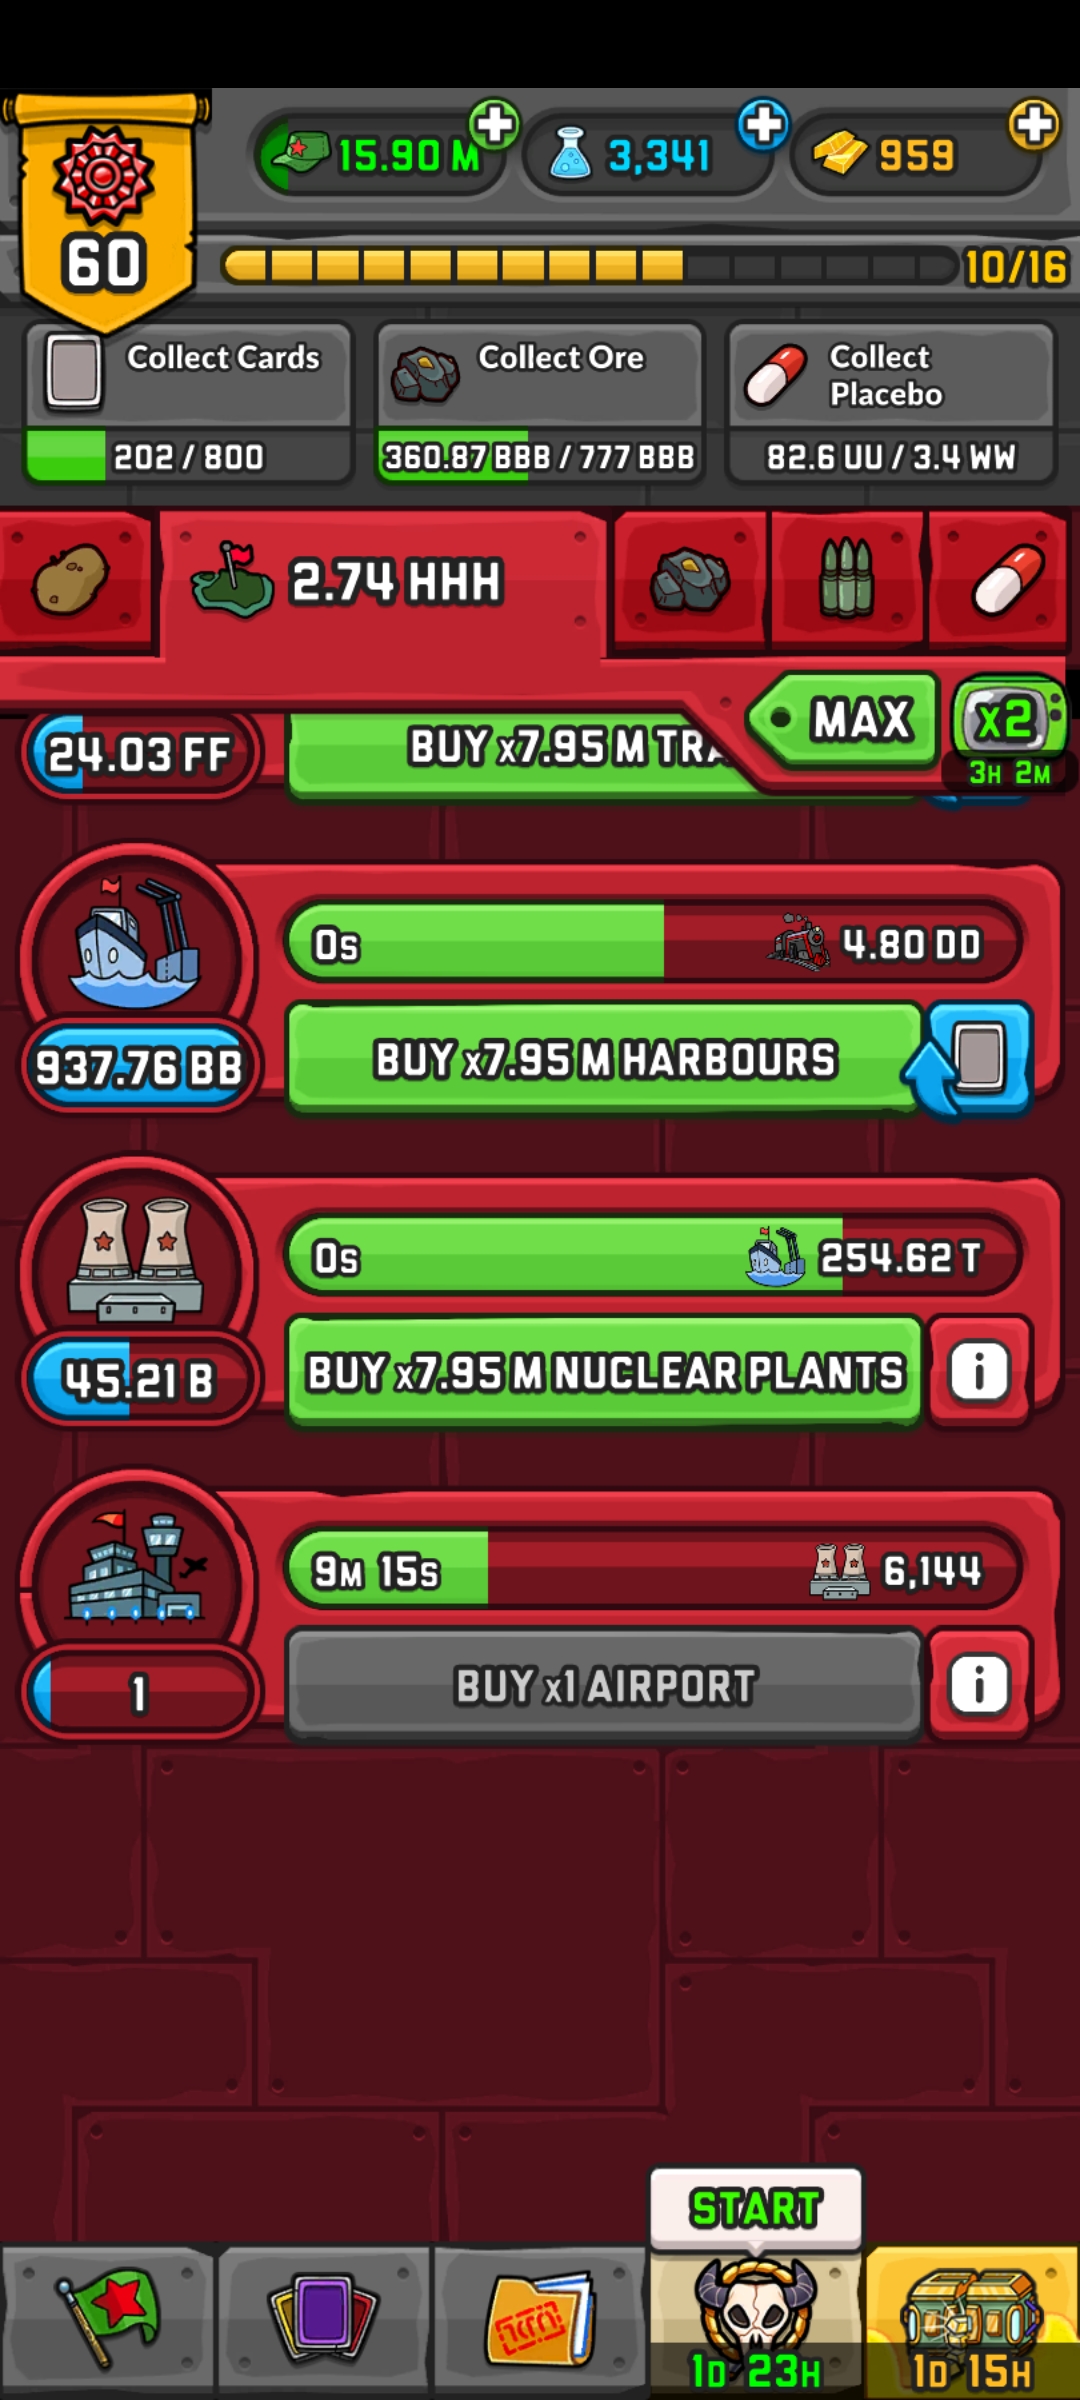 15.90 M
3,341
959
60
10/16
Collect Cards
202 / 800
Collect Ore
360.87 BBB / 777 BBB
Collect
Placebo
82.6 UU / 3.4 WW
2.74 HHH
MAX
x2
3H 2M
24.03 FF
BUY x7.95 M TRA
0s
4.80 DD
937.76 BB
BUY x7.95 M HARBOURS
0s
254.62 T
45.21 B
BUY x7.95 M NUCLEAR PLANTS
i
9M 15s
6,144
1
BUY x1 AIRPORT
i
START
1D 23H
1D 15H